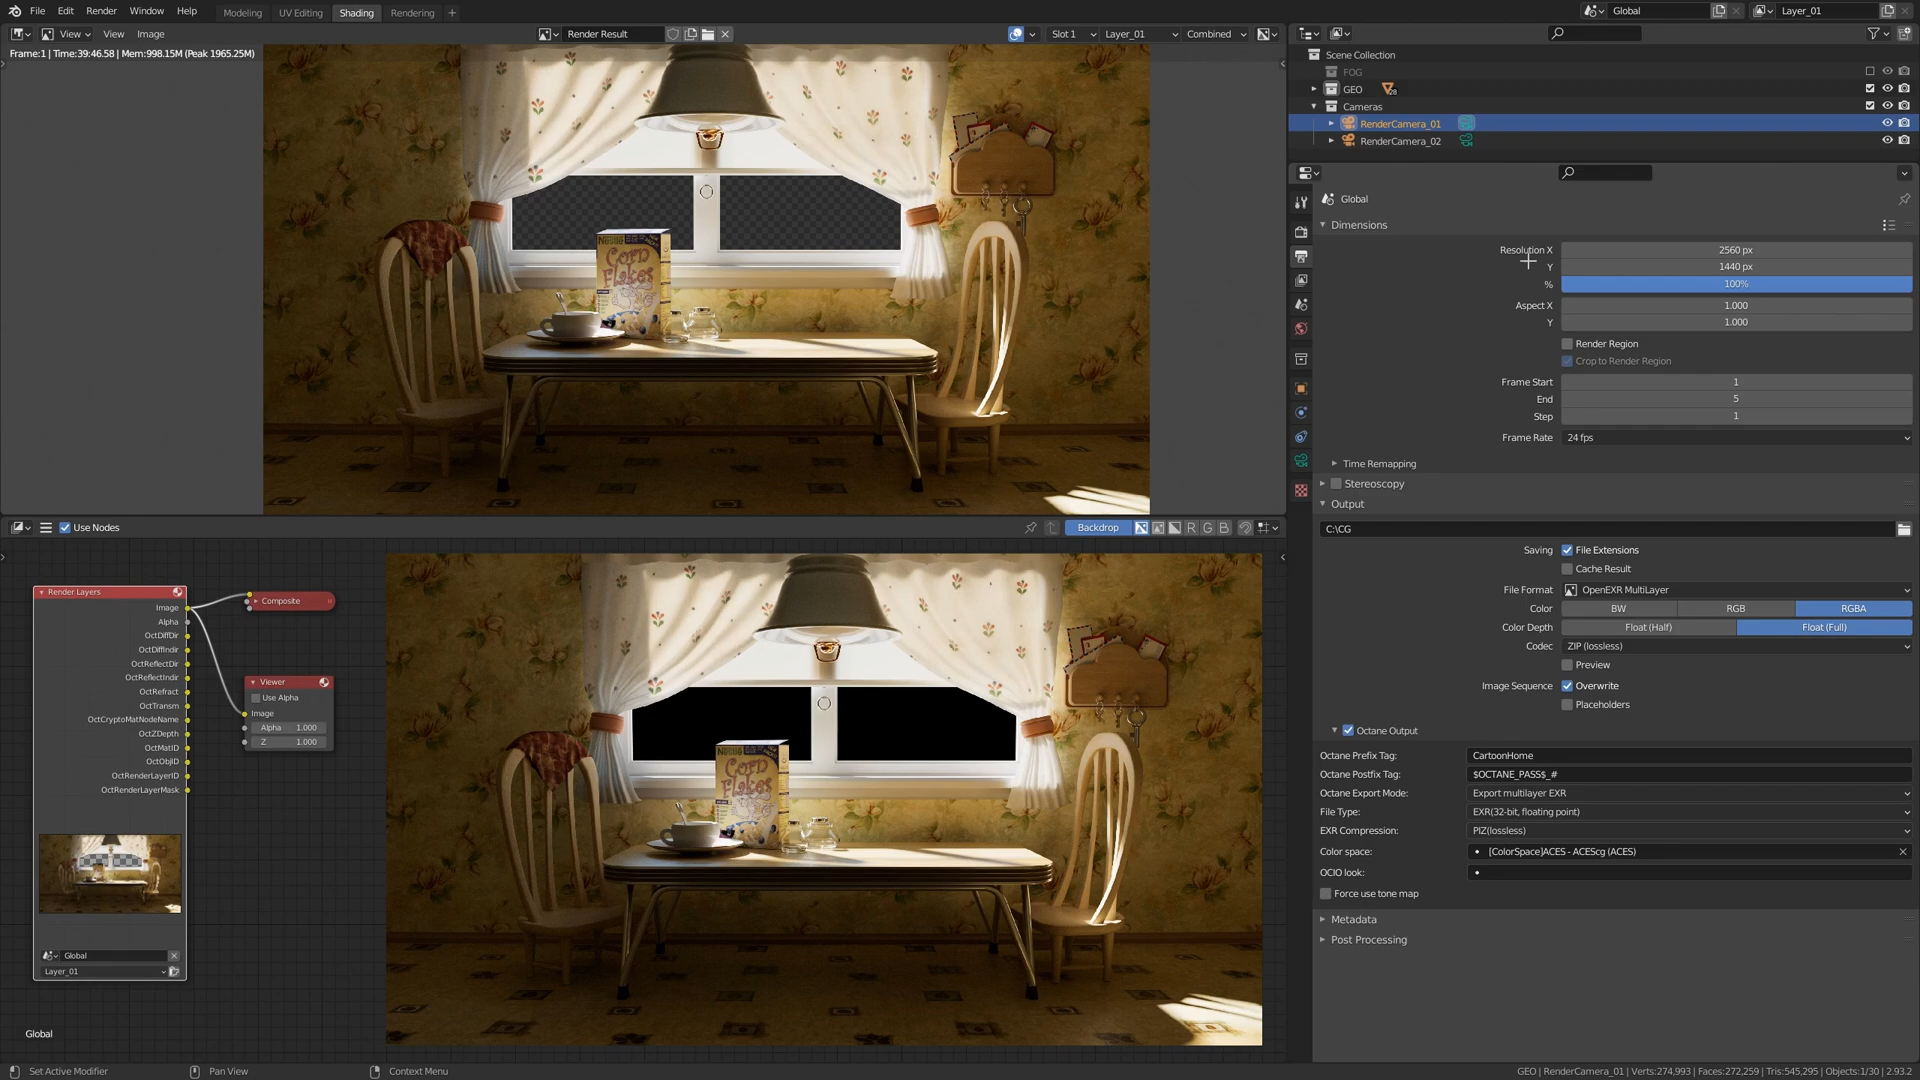 File Edit Render Window Help Modeling UV Editing Shading Rendering + Global Layer_01
View View Image Render Result Slot 1 Layer_01 Combined
Frame:1 | Time:39:46.58 | Mem:998.15M (Peak 1965.25M)
Scene Collection
FOG
GEO 28
Cameras
RenderCamera_01
RenderCamera_02
Global
Dimensions
Resolution X 2560 px
Y 1440 px
% 100%
Aspect X 1.000
Y 1.000
Render Region
Crop to Render Region
Frame Start 1
End 5
Step 1
Frame Rate 24 fps
Time Remapping
Stereoscopy
Output
C:\CG
Saving File Extensions
Cache Result
File Format OpenEXR MultiLayer
Color BW RGB RGBA
Color Depth Float (Half) Float (Full)
Codec ZIP (lossless)
Preview
Image Sequence Overwrite
Placeholders
Octane Output
Octane Prefix Tag: CartoonHome
Octane Postfix Tag: $OCTANE_PASS$_#
Octane Export Mode: Export multilayer EXR
File Type: EXR(32-bit, floating point)
EXR Compression: PIZ(lossless)
Color space: [ColorSpace]ACES - ACEScg (ACES)
OCIO look:
Force use tone map
Metadata
Post Processing
Nestle
Corn
Flakes
Use Nodes Backdrop R G B
Render Layers
Image
Alpha
OctDiffDir
OctDiffIndir
OctReflectDir
OctReflectIndir
OctRefract
OctTransm
OctCryptoMatNodeName
OctZDepth
OctMatID
OctObjID
OctRenderLayerID
OctRenderLayerMask
Global
Layer_01
Composite
Viewer
Use Alpha
Image
Alpha 1.000
Z 1.000
Nestle
Corn
Flakes
Global
Set Active Modifier Pan View Context Menu GEO | RenderCamera_01 | Verts:274,993 | Faces:272,259 | Tris:545,295 | Objects:1/30 | 2.93.2